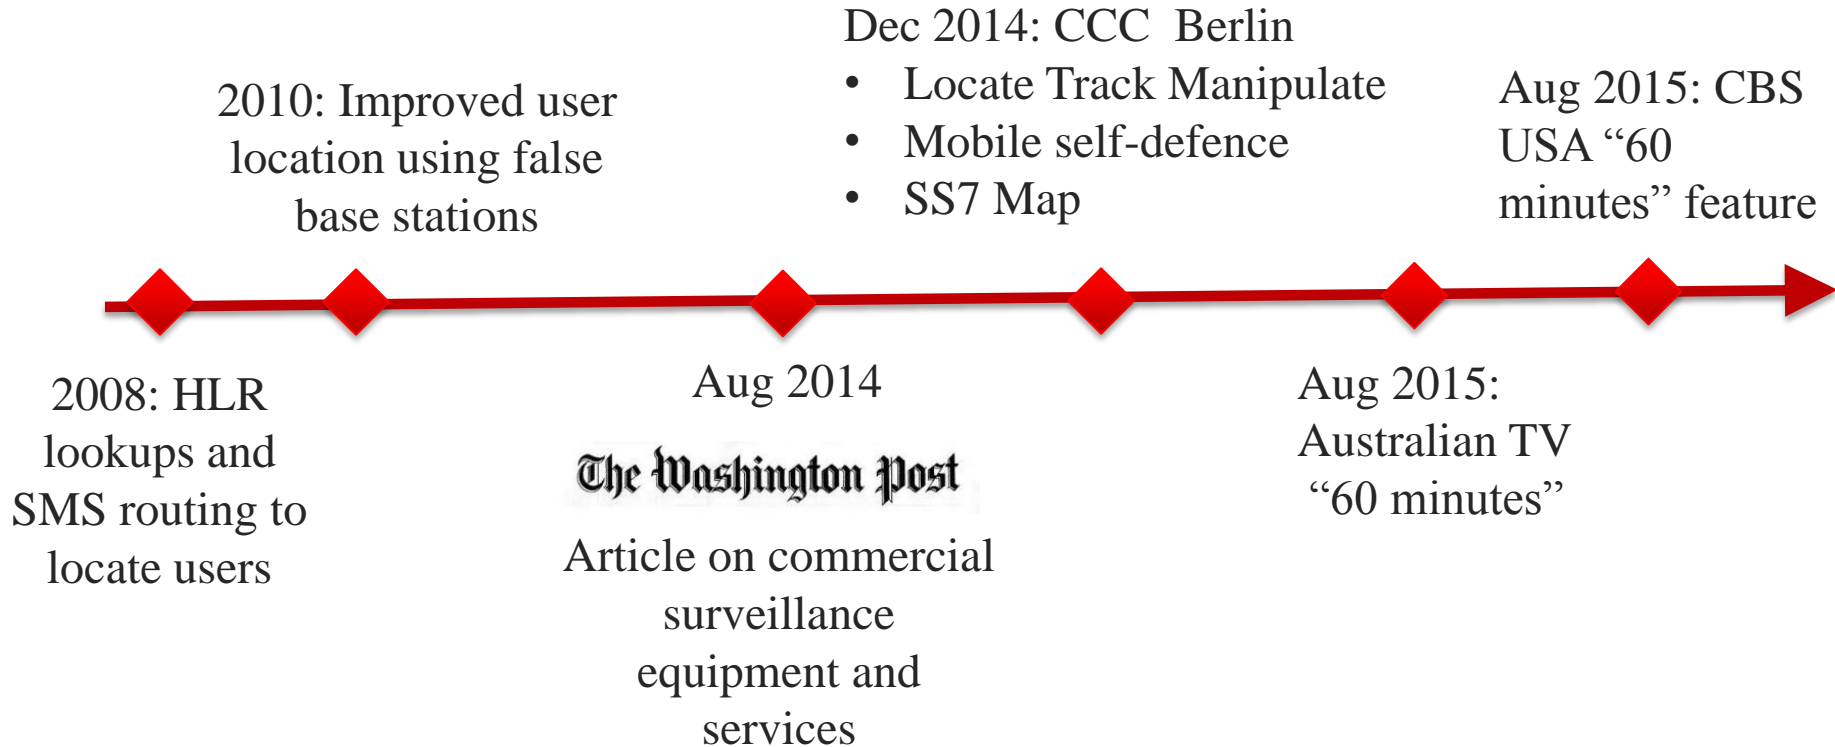 2010: Improved user
location using false
base stations
Dec 2014: CCC Berlin
• Locate Track Manipulate
• Mobile self-defence
• SS7 Map
Aug 2015: CBS
USA “60
minutes” feature
2008: HLR
lookups and
SMS routing to
locate users
Aug 2014
The Washington Post
Article on commercial
surveillance
equipment and
services
Aug 2015:
Australian TV
“60 minutes”